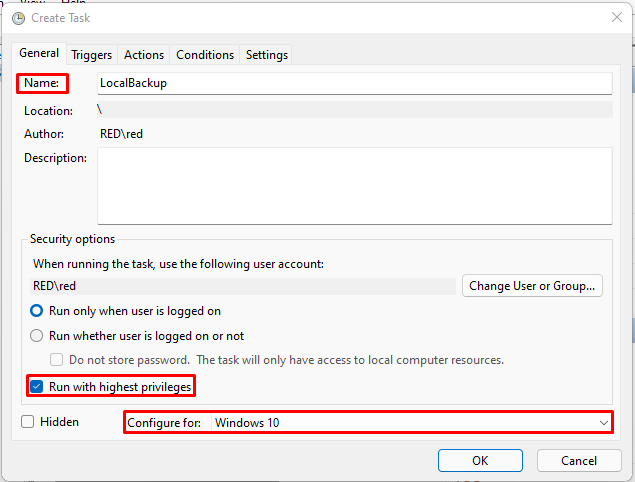 Create Task
General Triggers Actions Conditions Settings
Name: LocalBackup
Location: \
Author: RED\red
Description:
Security options
When running the task, use the following user account:
RED\red Change User or Group...
Run only when user is logged on
Run whether user is logged on or not
Do not store password. The task will only have access to local computer resources.
Run with highest privileges
Hidden Configure for: Windows 10
OK Cancel